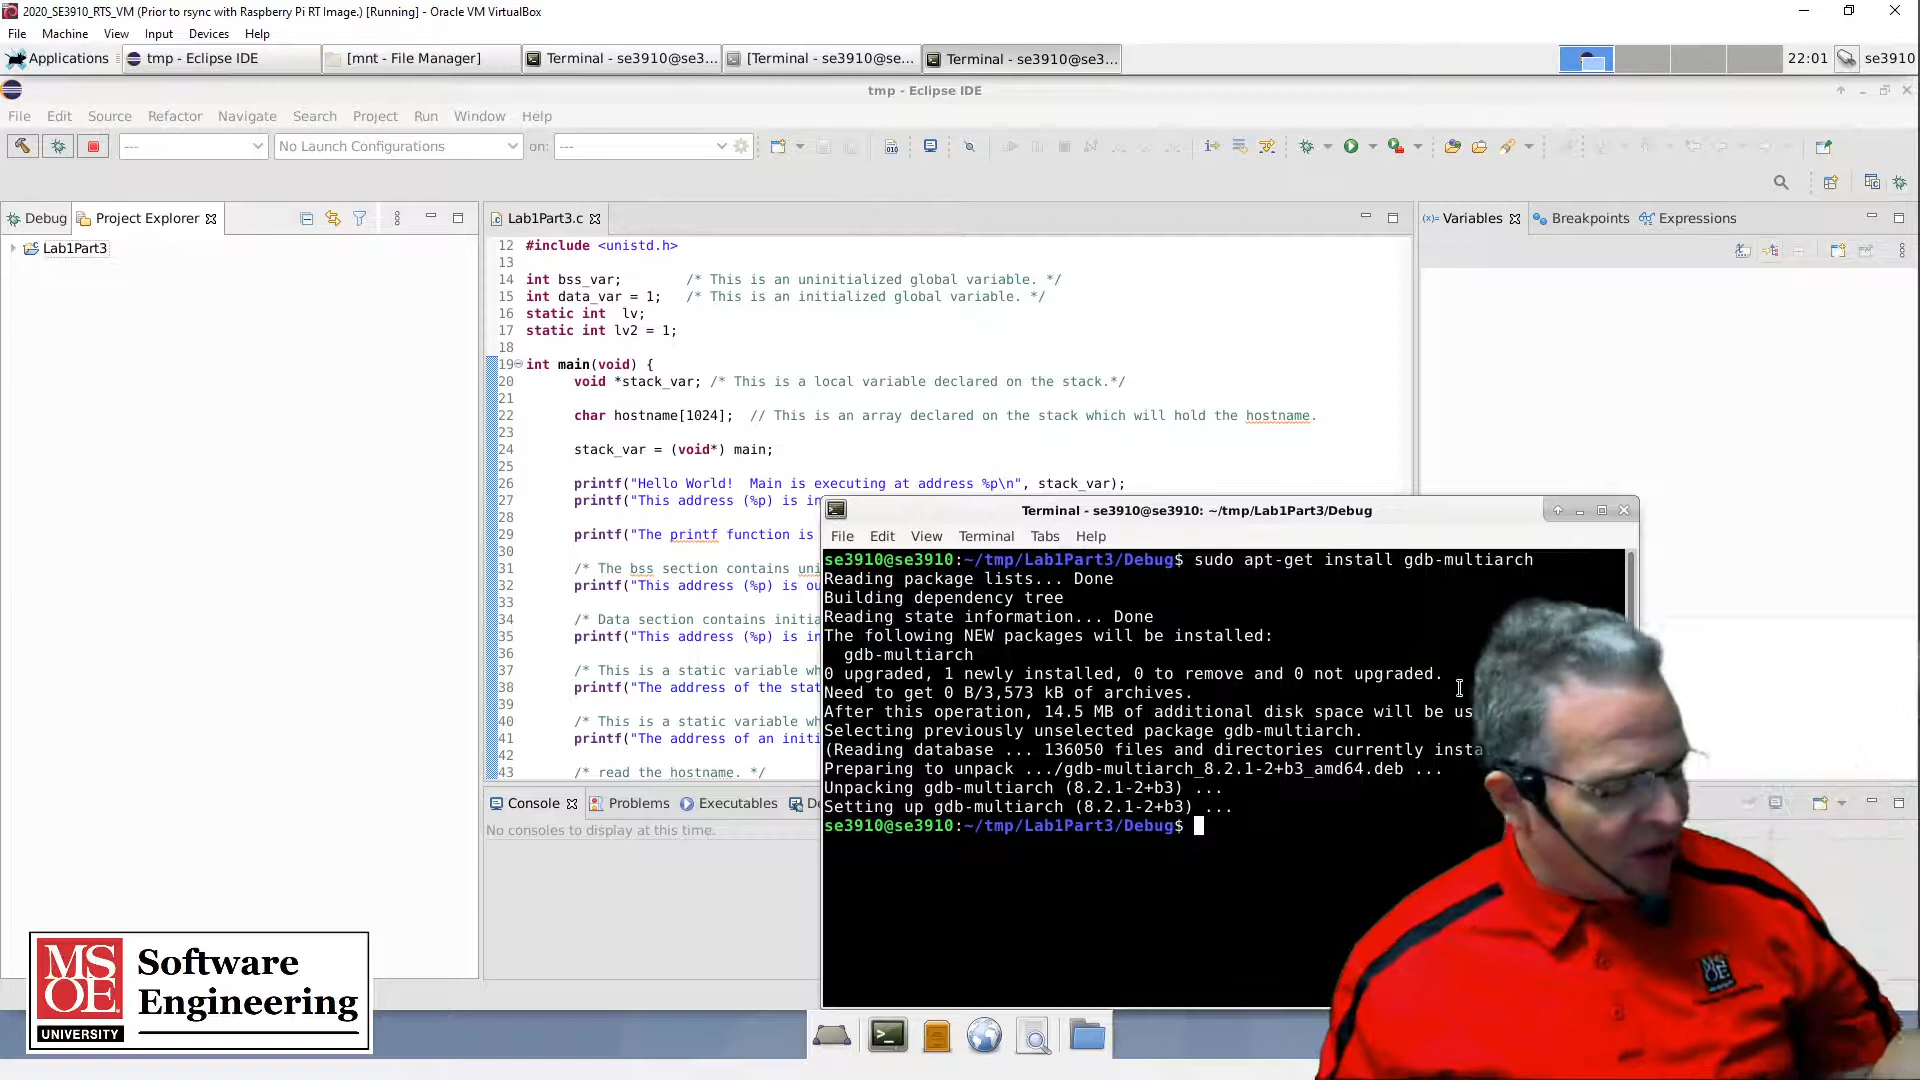 2020_SE3910_RTS_VM (Prior to rsync with Raspberry Pi RT Image.) [Running] - Oracle VM VirtualBox
File Machine View Input Devices Help
Applications tmp - Eclipse IDE [mnt - File Manager] Terminal - se3910@se3... [Terminal - se3910@se... Terminal - se3910@se3... 22:01 se3910
tmp - Eclipse IDE
File Edit Source Refactor Navigate Search Project Run Window Help
--- No Launch Configurations on: ---
Debug Project Explorer Lab1Part3.c Variables Breakpoints Expressions
Lab1Part3
12 #include <unistd.h>
13
14 int bss_var; /* This is an uninitialized global variable. */
15 int data_var = 1; /* This is an initialized global variable. */
16 static int lv;
17 static int lv2 = 1;
18
19 int main(void) {
20 void *stack_var; /* This is a local variable declared on the stack.*/
21
22 char hostname[1024]; // This is an array declared on the stack which will hold the hostname.
23
24 stack_var = (void*) main;
25
26 printf("Hello World! Main is executing at address %p\n", stack_var);
27 printf("This address (%p) is in
28
29 printf("The printf function is
30
31 /* The bss section contains uni
32 printf("This address (%p) is ou
33
34 /* Data section contains initia
35 printf("This address (%p) is in
36
37 /* This is a static variable wh
38 printf("The address of the stat
39
40 /* This is a static variable wh
41 printf("The address of an initi
42
43 /* read the hostname. */
Console Problems Executables De
No consoles to display at this time.
Terminal - se3910@se3910: ~/tmp/Lab1Part3/Debug
File Edit View Terminal Tabs Help
se3910@se3910:~/tmp/Lab1Part3/Debug$ sudo apt-get install gdb-multiarch
Reading package lists... Done
Building dependency tree
Reading state information... Done
The following NEW packages will be installed:
gdb-multiarch
0 upgraded, 1 newly installed, 0 to remove and 0 not upgraded.
Need to get 0 B/3,573 kB of archives.
After this operation, 14.5 MB of additional disk space will be us
Selecting previously unselected package gdb-multiarch.
(Reading database ... 136050 files and directories currently insta
Preparing to unpack .../gdb-multiarch_8.2.1-2+b3_amd64.deb ...
Unpacking gdb-multiarch (8.2.1-2+b3) ...
Setting up gdb-multiarch (8.2.1-2+b3) ...
se3910@se3910:~/tmp/Lab1Part3/Debug$
MSOE
UNIVERSITY
Software
Engineering